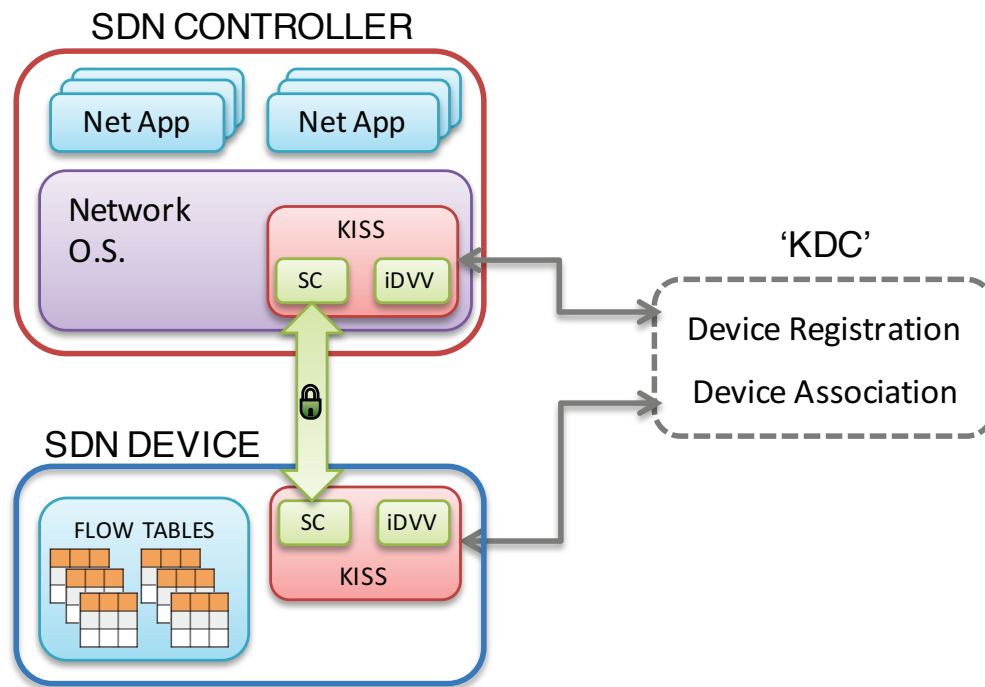 SDN CONTROLLER
Net App
Net App
Network
O.S.
KISS
SC
iDVV
‘KDC’
Device Registration
Device Association
SDN DEVICE
FLOW TABLES
SC
iDVV
KISS